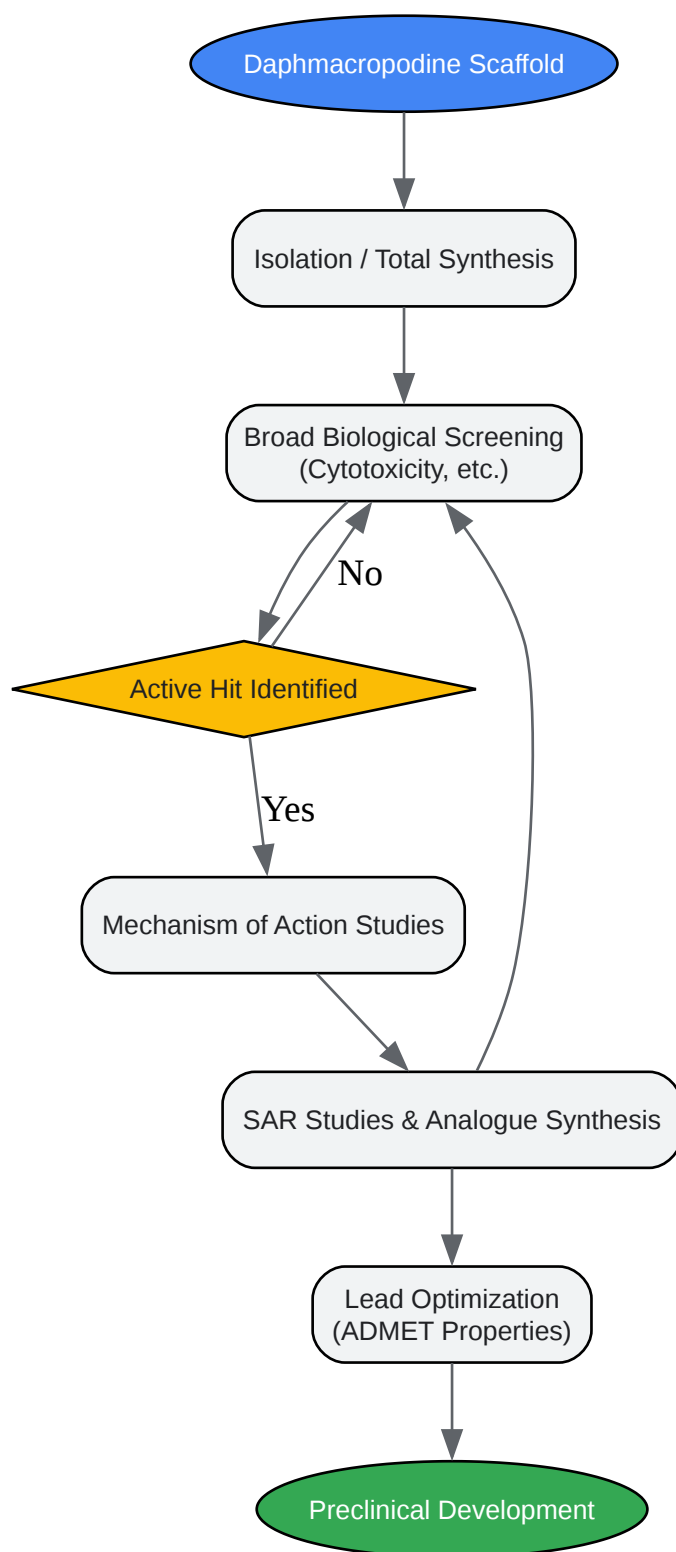 Daphmacropodine Scaffold
Isolation / Total Synthesis
Broad Biological Screening
(Cytotoxicity, etc.)
No
Active Hit Identified
Yes
Mechanism of Action Studies
SAR Studies & Analogue Synthesis
Lead Optimization
(ADMET Properties)
Preclinical Development